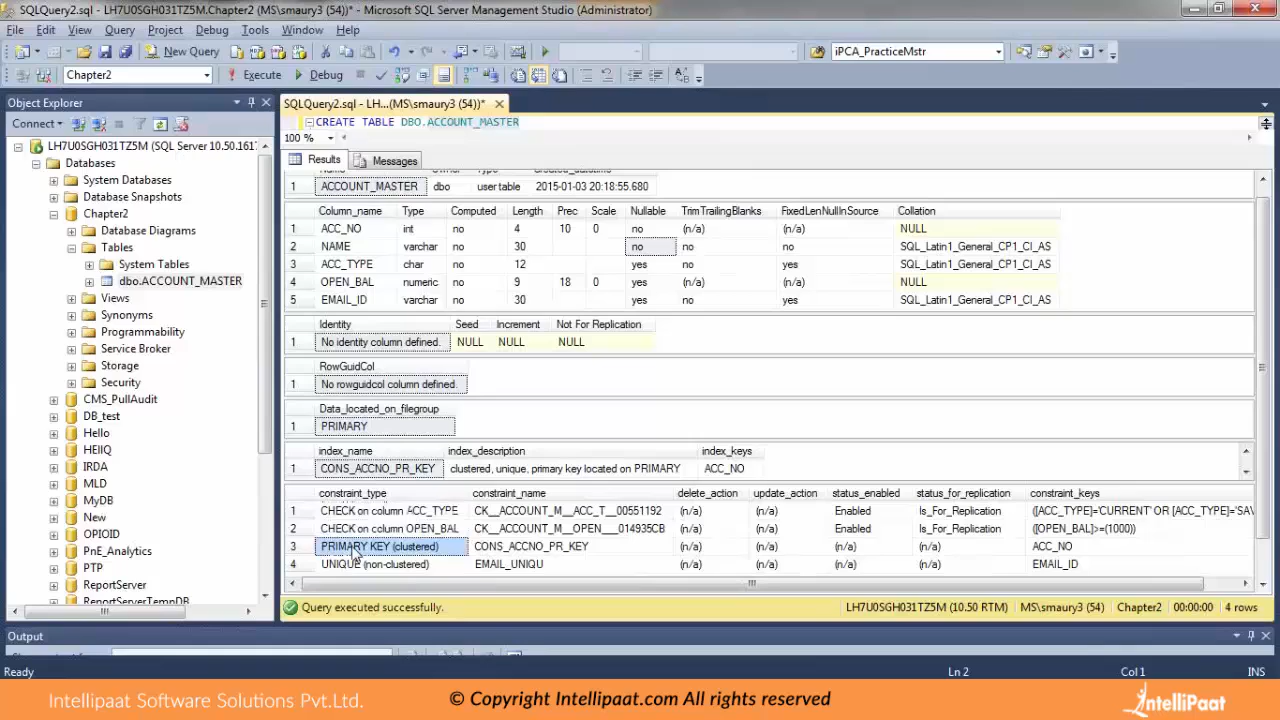 SQLQuery2.sql - LH7U0SGH031TZ5M.Chapter2 (MS\smaury3 (54))* - Microsoft SQL Server Management Studio (Administrator)
File Edit View Query Project Debug Tools Window Help
New Query iPCA_PracticeMstr
Chapter2 Execute Debug
Object Explorer
SQLQuery2.sql - LH...(MS\smaury3 (54))*
Connect
LH7U0SGH031TZ5M (SQL Server 10.50.161
Databases
System Databases
Database Snapshots
Chapter2
Database Diagrams
Tables
System Tables
dbo.ACCOUNT_MASTER
Views
Synonyms
Programmability
Service Broker
Storage
Security
CMS_PullAudit
DB_test
Hello
HEIIQ
IRDA
MLD
MyDB
New
OPIOID
PnE_Analytics
PTP
ReportServer
ReportServerTempDB
CREATE TABLE DBO.ACCOUNT_MASTER
100 %
Results Messages
Name Owner Type Created_datetime
1 ACCOUNT_MASTER dbo user table 2015-01-03 20:18:55.680
Column_name Type Computed Length Prec Scale Nullable TrimTrailingBlanks FixedLenNullInSource Collation
1 ACC_NO int no 4 10 0 no (n/a) (n/a) NULL
2 NAME varchar no 30 no no no SQL_Latin1_General_CP1_CI_AS
3 ACC_TYPE char no 12 yes no yes SQL_Latin1_General_CP1_CI_AS
4 OPEN_BAL numeric no 9 18 0 yes (n/a) (n/a) NULL
5 EMAIL_ID varchar no 30 yes no yes SQL_Latin1_General_CP1_CI_AS
Identity Seed Increment Not For Replication
1 No identity column defined. NULL NULL NULL
RowGuidCol
1 No rowguidcol column defined.
Data_located_on_filegroup
1 PRIMARY
index_name index_description index_keys
1 CONS_ACCNO_PR_KEY clustered, unique, primary key located on PRIMARY ACC_NO
constraint_type constraint_name delete_action update_action status_enabled status_for_replication constraint_keys
1 CHECK on column ACC_TYPE CK__ACCOUNT_M__ACC_T__00551192 (n/a) (n/a) Enabled Is_For_Replication ([ACC_TYPE]='CURRENT' OR [ACC_TYPE]='SAV
2 CHECK on column OPEN_BAL CK__ACCOUNT_M__OPEN___014935CB (n/a) (n/a) Enabled Is_For_Replication ([OPEN_BAL]>=(1000))
3 PRIMARY KEY (clustered) CONS_ACCNO_PR_KEY (n/a) (n/a) (n/a) (n/a) ACC_NO
4 UNIQUE (non-clustered) EMAIL_UNIQU (n/a) (n/a) (n/a) (n/a) EMAIL_ID
Query executed successfully. LH7U0SGH031TZ5M (10.50 RTM) MS\smaury3 (54) Chapter2 00:00:00 4 rows
Output
Ready Ln 2 Col 1 INS
Intellipaat Software Solutions Pvt.Ltd. © Copyright Intellipaat.com All rights reserved IntelliPaat